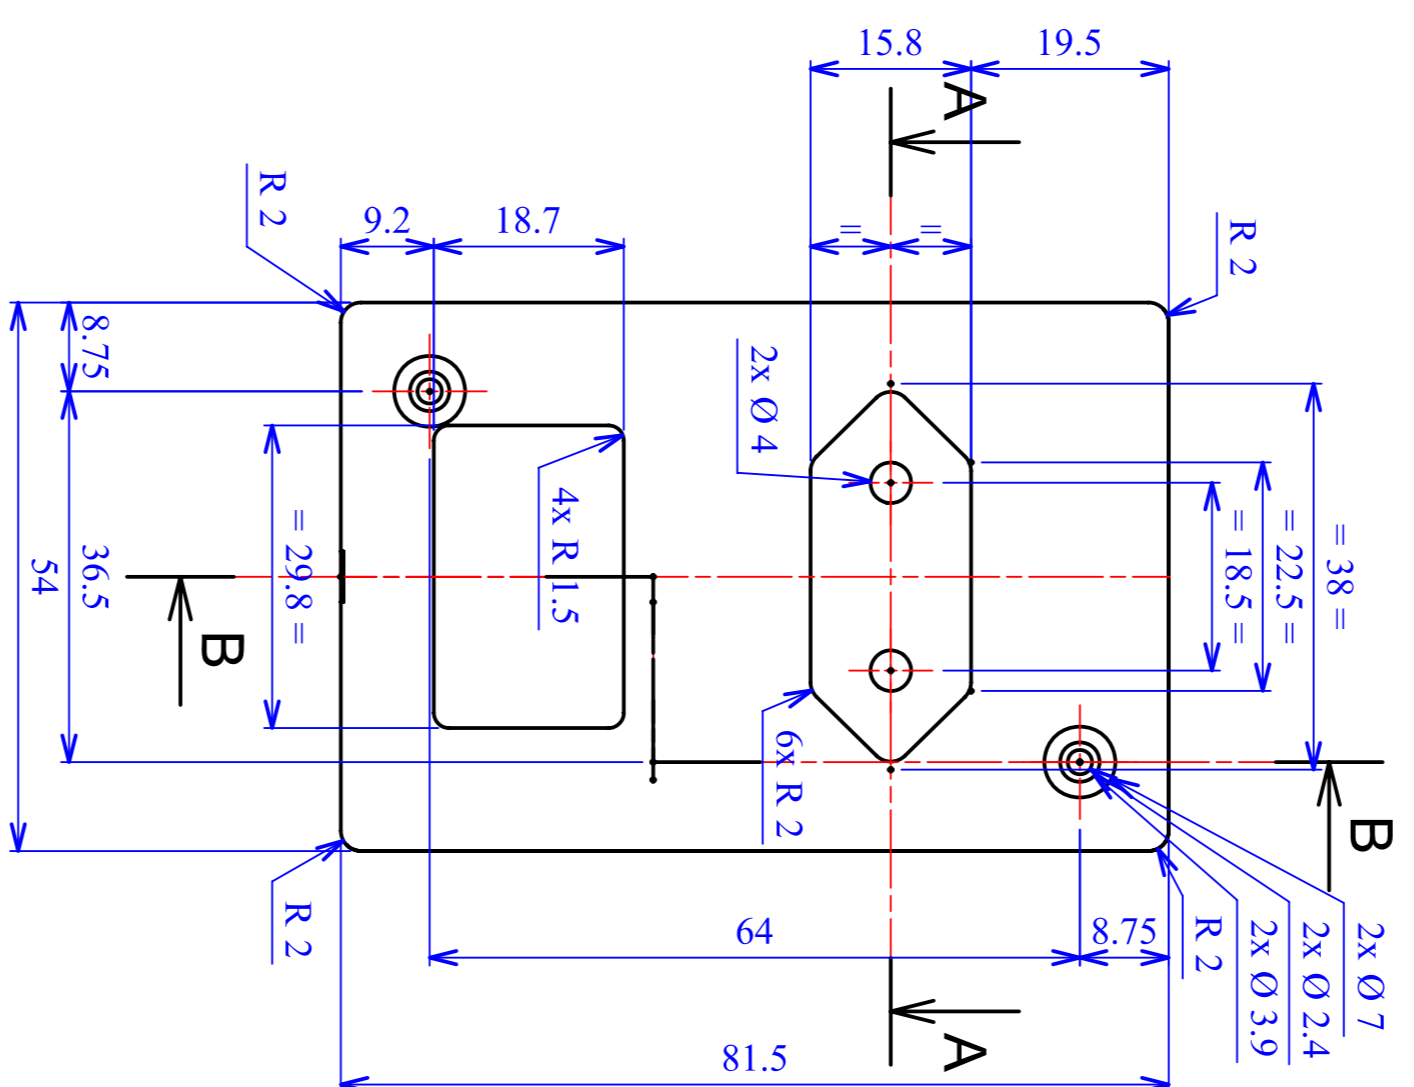 15.8
19.5
A
R 2
9.2
18.7
=
=
R 2
8.75
2x Ø 4
4x R 1.5
= 38 =
= 22.5 =
= 18.5 =
36.5
54
= 29.8 =
B
6x R 2
B
R 2
64
8.75
R 2
2x Ø 3.9
2x Ø 2.4
2x Ø 7
A
81.5